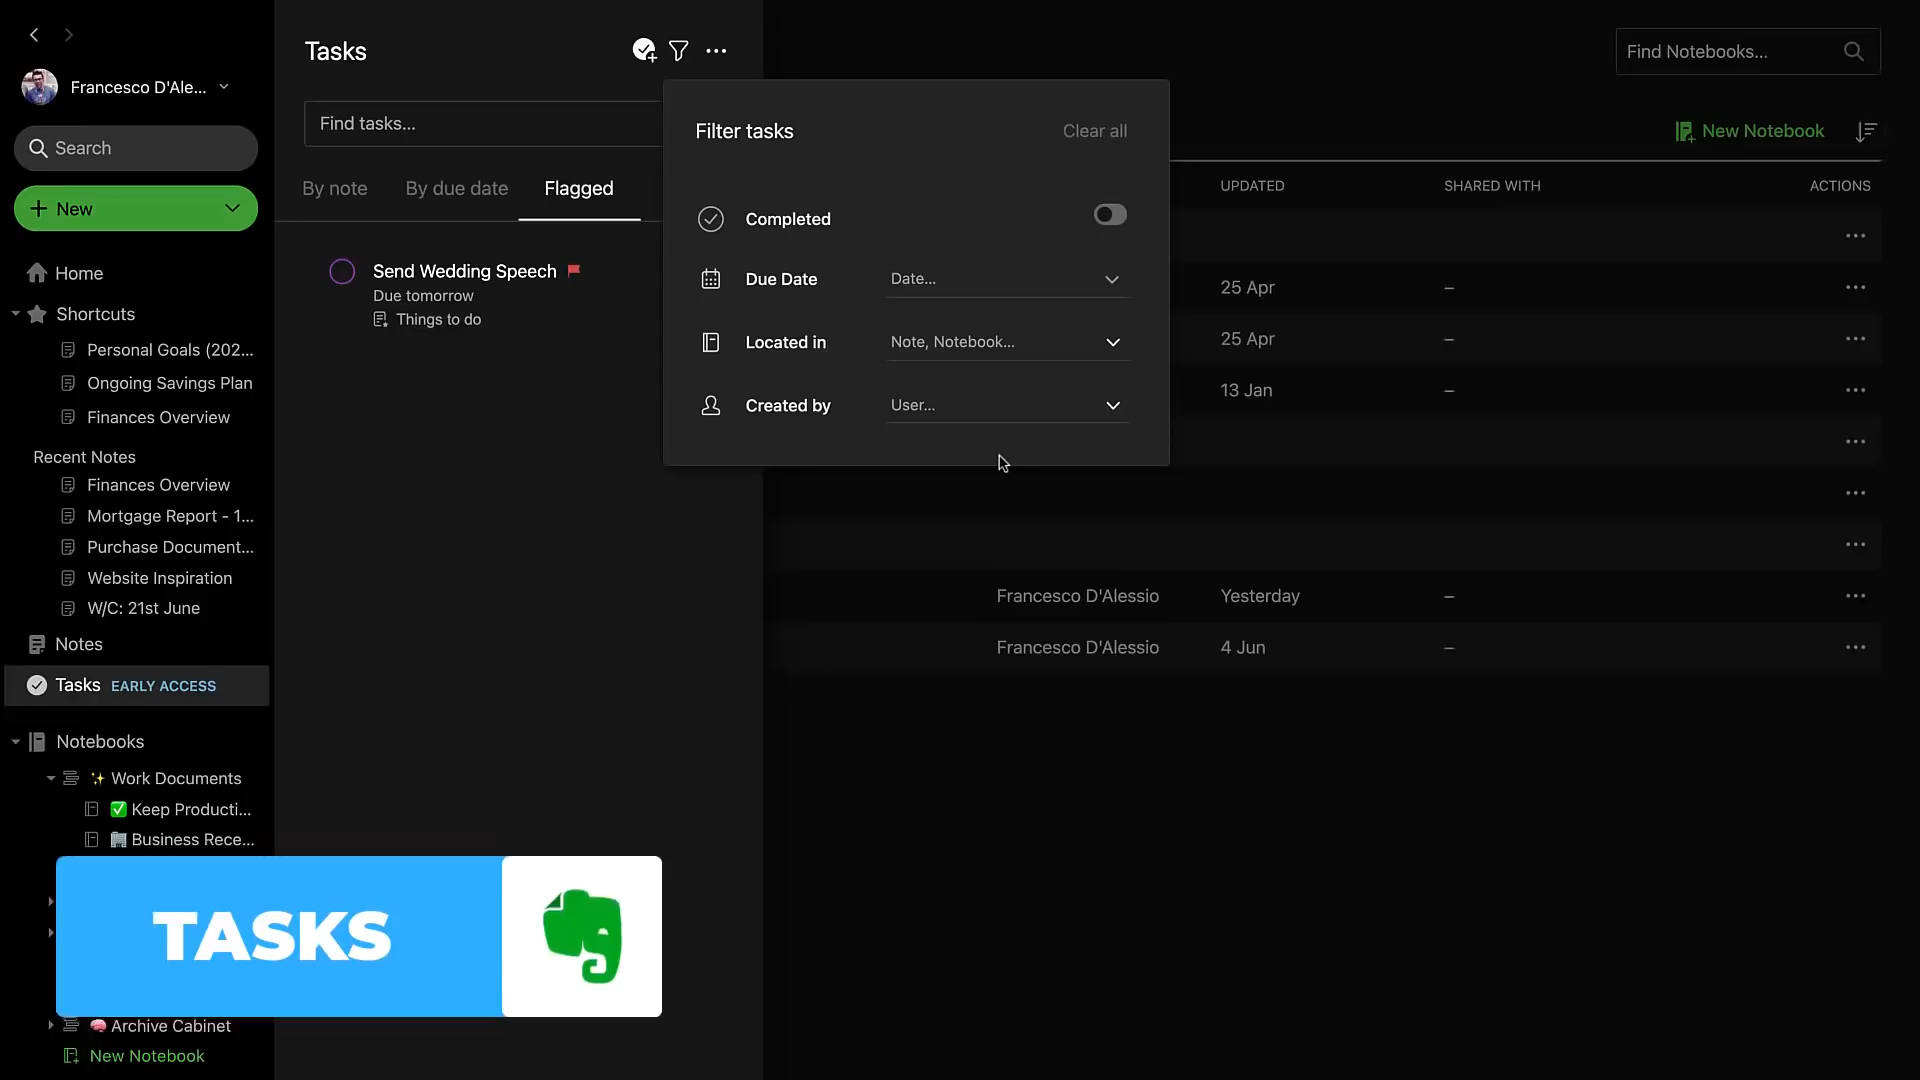 Francesco D'Ale...
Search
New
Home
Shortcuts
Personal Goals (202...
Ongoing Savings Plan
Finances Overview
Recent Notes
Finances Overview
Mortgage Report - 1...
Purchase Document...
Website Inspiration
W/C: 21st June
Notes
Tasks EARLY ACCESS
Notebooks
✨ Work Documents
✅ Keep Producti...
🏢 Business Rece...
🧠 Archive Cabinet
New Notebook
TASKS
Tasks
Find tasks...
By note By due date Flagged
Send Wedding Speech
Due tomorrow
Things to do
Filter tasks Clear all
Completed
Due Date Date...
Located in Note, Notebook...
Created by User...
Find Notebooks...
New Notebook
UPDATED SHARED WITH ACTIONS
25 Apr –
25 Apr –
13 Jan –
Francesco D'Alessio Yesterday –
Francesco D'Alessio 4 Jun –